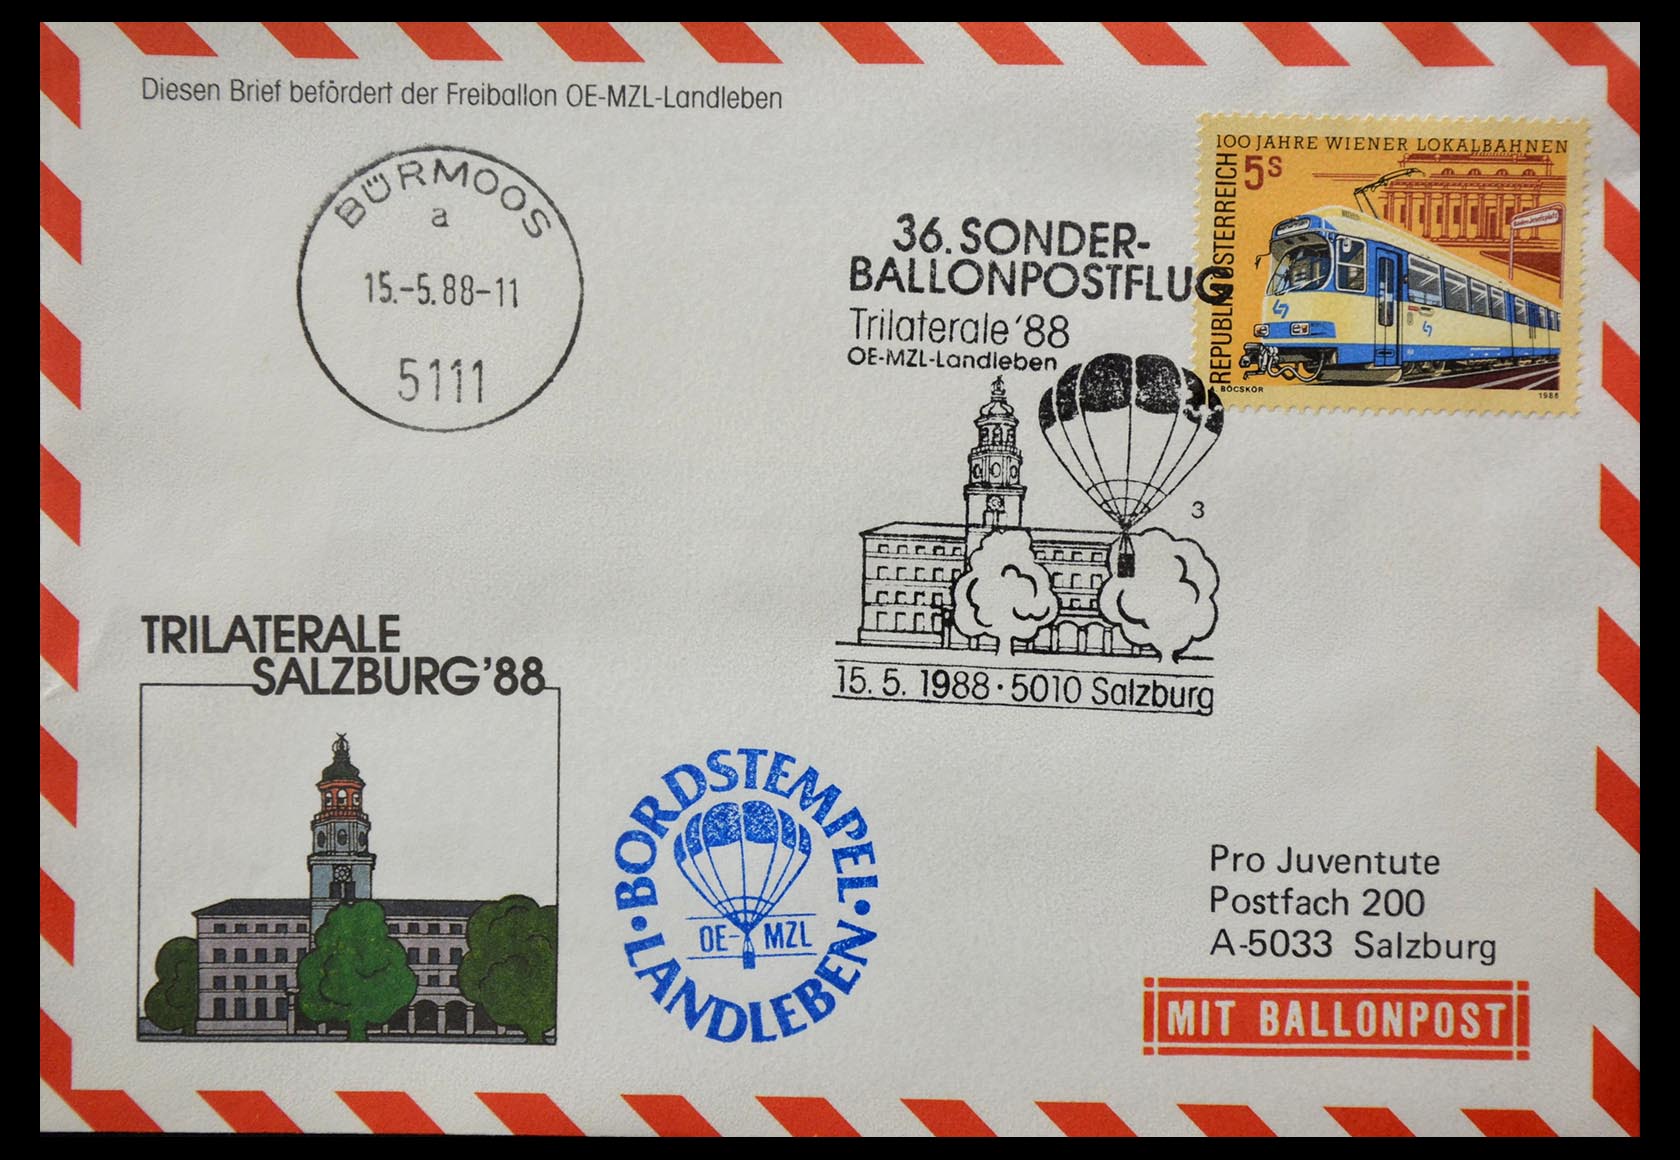 Diesen Brief befördert der Freiballon OE-MZL-Landleben
BÜRMOOS
a
15.-5.88-11
5111
36. SONDER-
BALLONPOSTFLUG
Trilaterale '88
OE-MZL-Landleben
3
15. 5. 1988 · 5010 Salzburg
100 JAHRE WIENER LOKALBAHNEN
5S
REPUBLIK ÖSTERREICH
A. BÖCSKÖR
1988
TRILATERALE
SALZBURG '88
· BORDSTEMPEL ·
OE-MZL
LANDLEBEN
Pro Juventute
Postfach 200
A-5033 Salzburg
MIT BALLONPOST